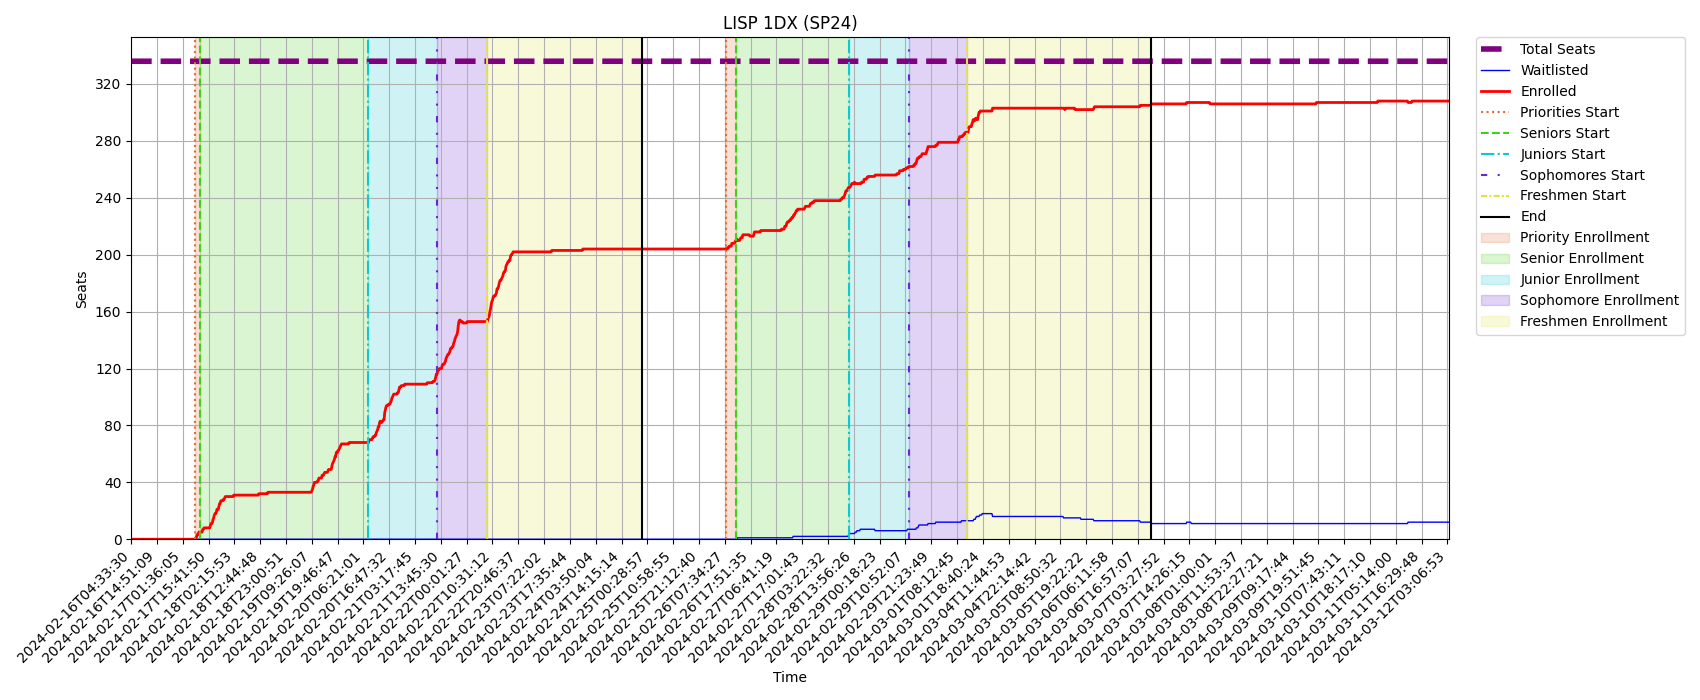 LISP 1DX (SP24)
Seats
320
280
240
200
160
120
80
40
0
2024-02-16T04:33:30
2024-02-16T14:51:09
2024-02-17T01:36:05
2024-02-17T15:41:50
2024-02-18T02:15:53
2024-02-18T12:44:48
2024-02-18T23:00:51
2024-02-19T09:26:07
2024-02-19T19:46:47
2024-02-20T06:21:01
2024-02-20T16:47:32
2024-02-21T03:17:45
2024-02-21T13:45:30
2024-02-22T00:01:27
2024-02-22T10:31:12
2024-02-22T20:46:37
2024-02-23T07:22:02
2024-02-23T17:35:44
2024-02-24T03:50:04
2024-02-24T14:15:14
2024-02-25T00:28:57
2024-02-25T10:58:55
2024-02-25T21:12:40
2024-02-26T07:34:27
2024-02-26T17:51:35
2024-02-27T06:41:19
2024-02-27T17:01:43
2024-02-28T03:22:32
2024-02-28T13:56:26
2024-02-29T00:18:23
2024-02-29T10:52:07
2024-02-29T21:23:49
2024-03-01T08:12:45
2024-03-01T18:40:24
2024-03-04T11:44:53
2024-03-04T22:14:42
2024-03-05T08:50:32
2024-03-05T19:22:22
2024-03-06T06:11:58
2024-03-06T16:57:07
2024-03-07T03:27:52
2024-03-07T14:26:15
2024-03-08T01:00:01
2024-03-08T11:53:37
2024-03-08T22:27:21
2024-03-09T09:17:44
2024-03-09T19:51:45
2024-03-10T07:43:11
2024-03-10T18:17:10
2024-03-11T05:14:00
2024-03-11T16:29:48
2024-03-12T03:06:53
Time
Total Seats
Waitlisted
Enrolled
Priorities Start
Seniors Start
Juniors Start
Sophomores Start
Freshmen Start
End
Priority Enrollment
Senior Enrollment
Junior Enrollment
Sophomore Enrollment
Freshmen Enrollment